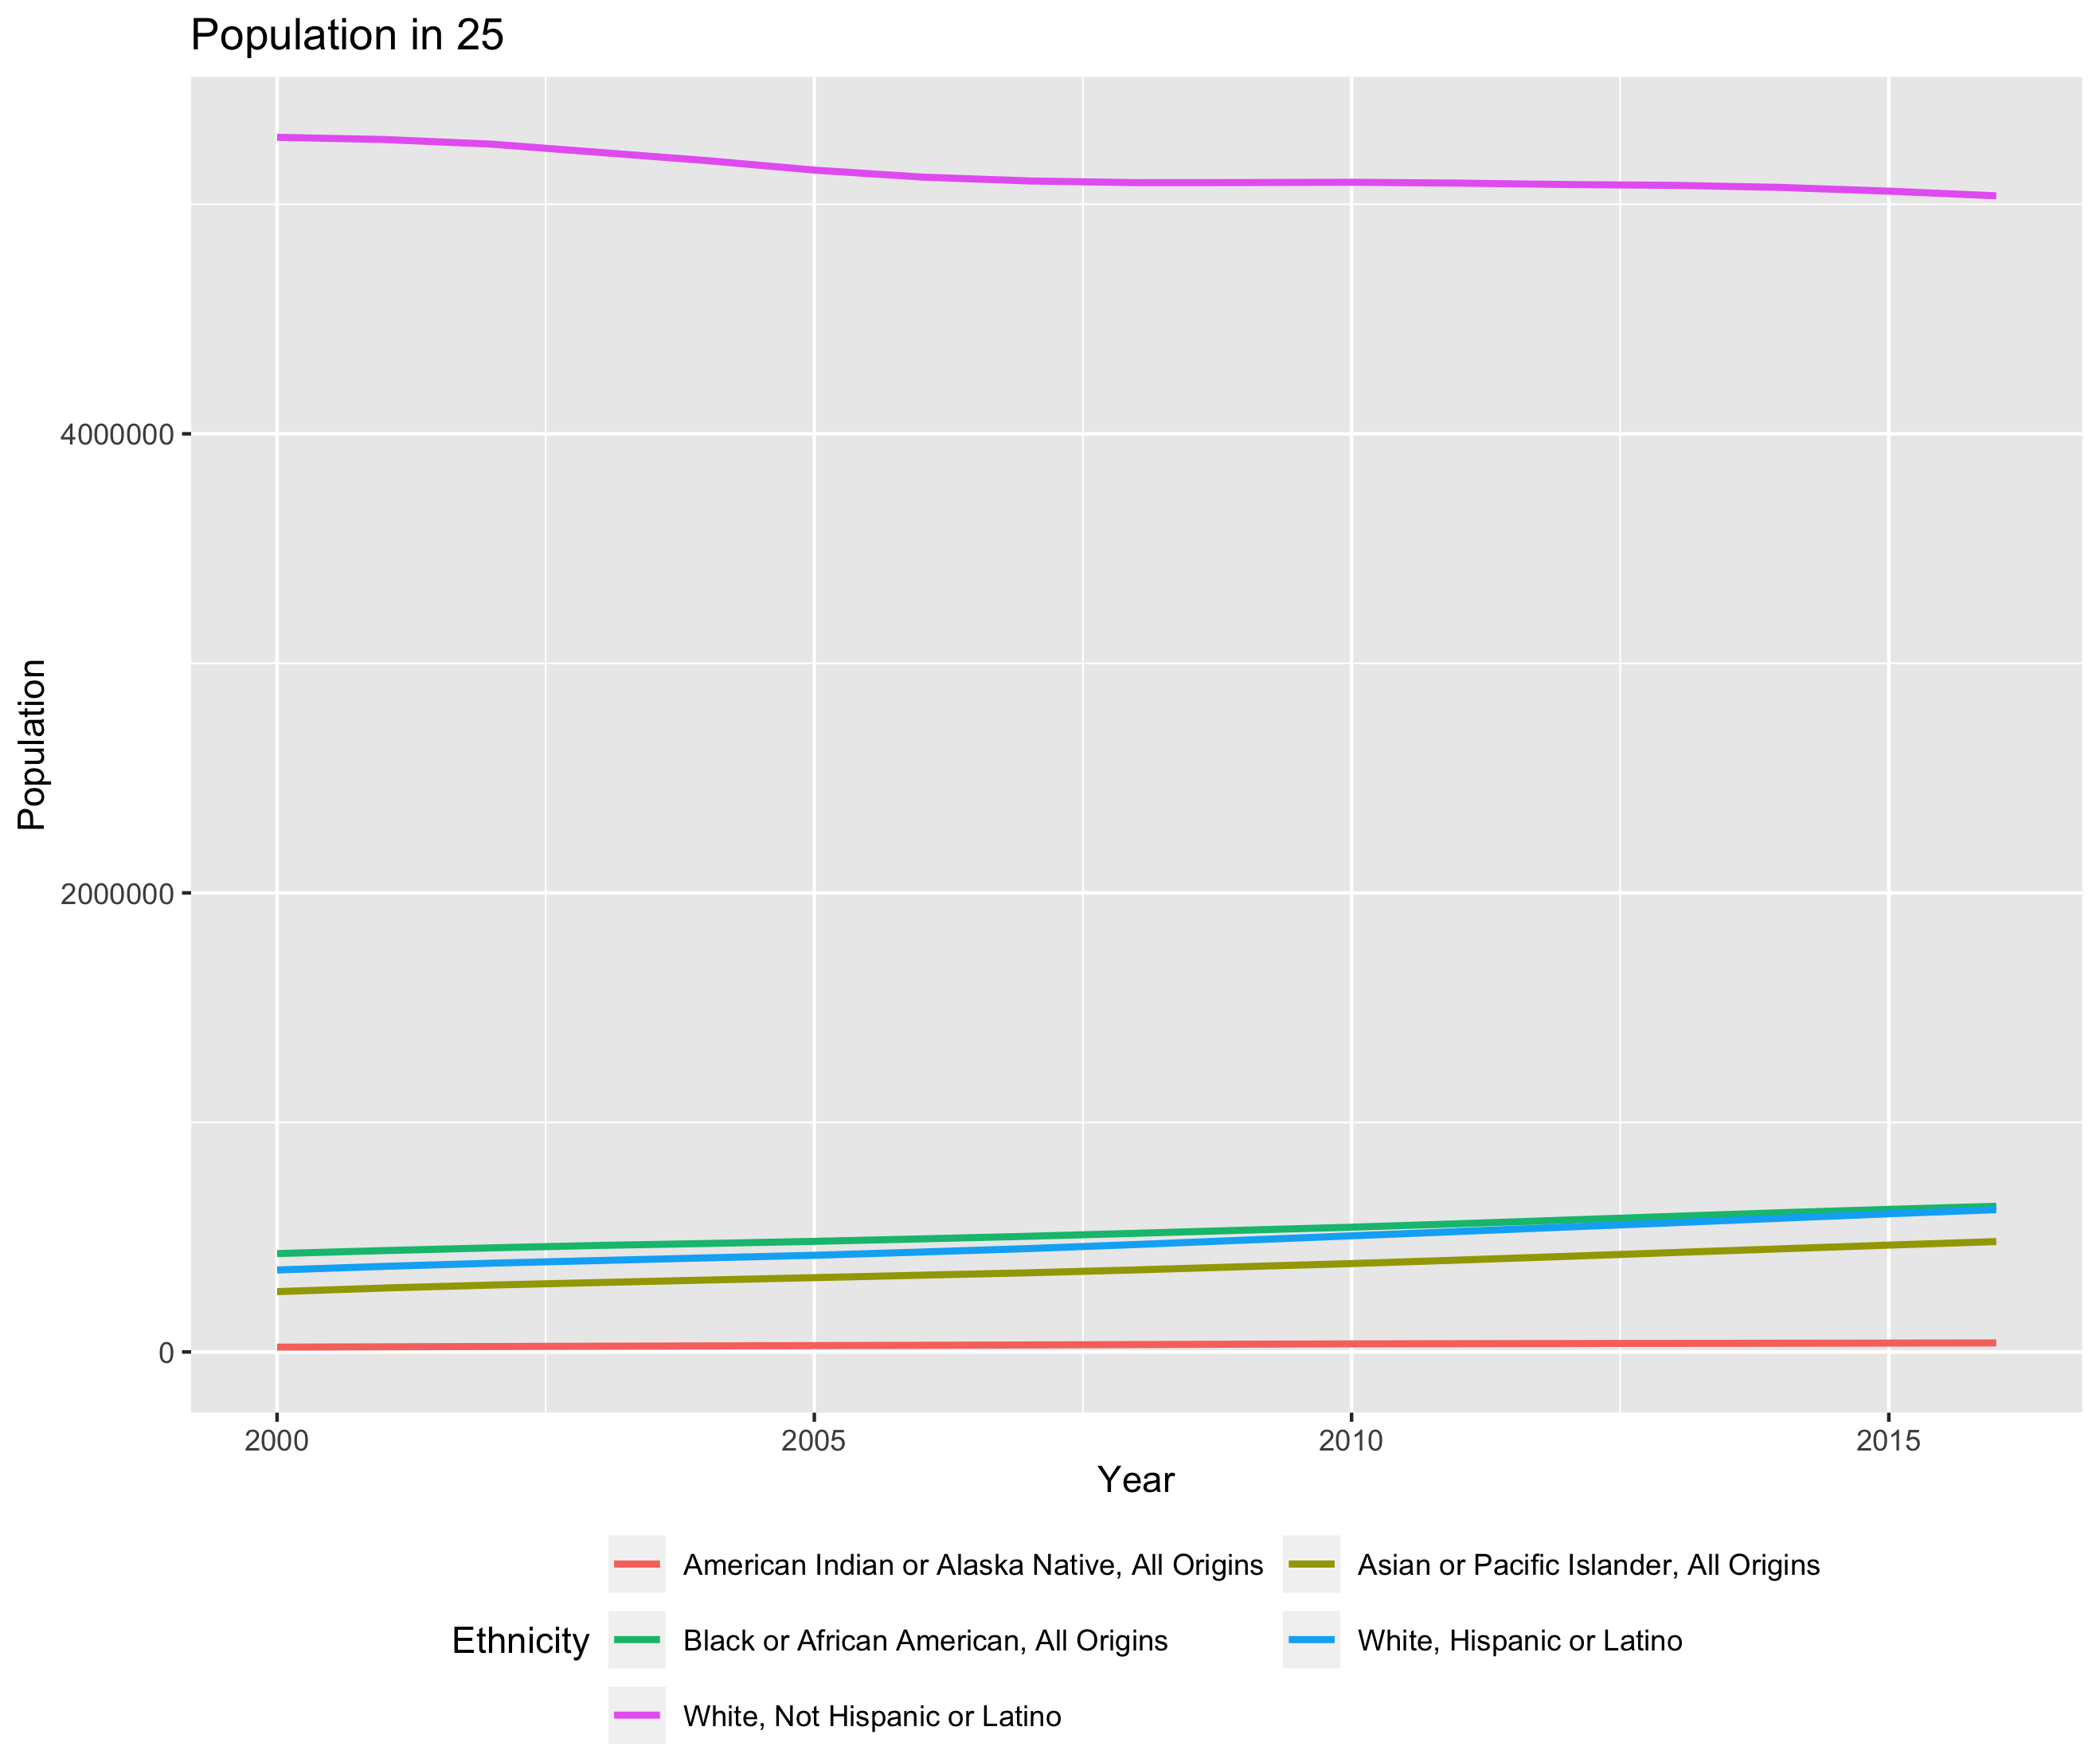 Population in 25
Population
4000000
2000000
0
2000
2005
2010
2015
Year
Ethnicity
American Indian or Alaska Native, All Origins
Asian or Pacific Islander, All Origins
Black or African American, All Origins
White, Hispanic or Latino
White, Not Hispanic or Latino